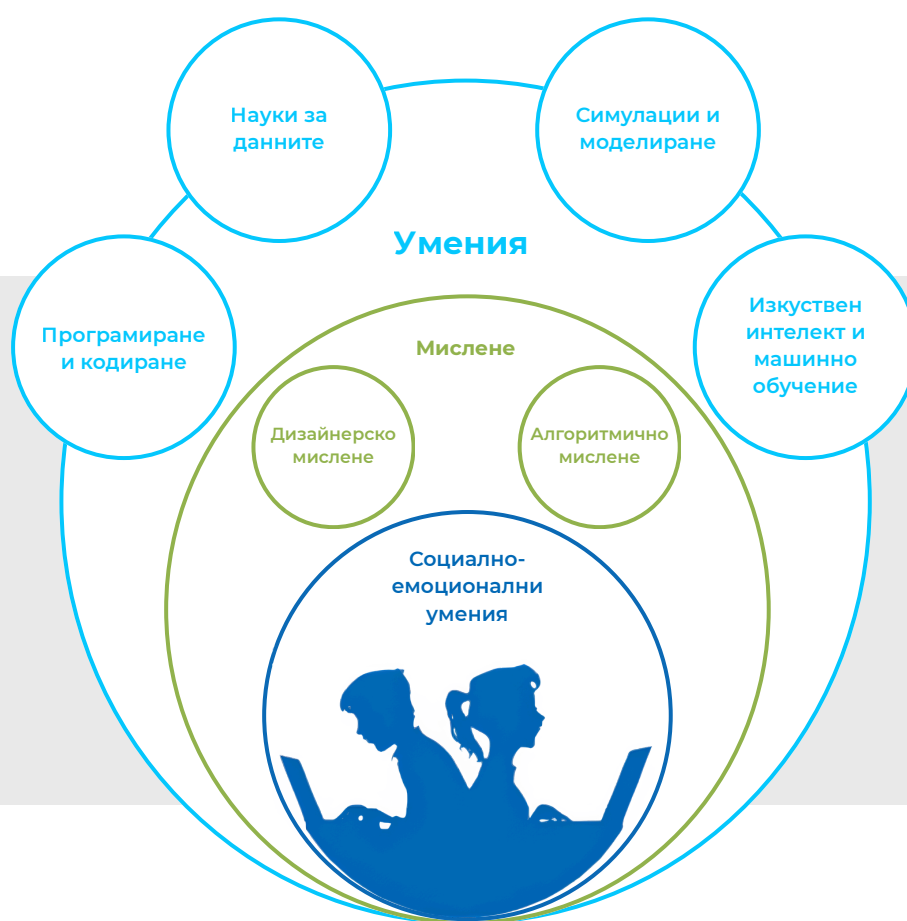 Науки за
данните
Симулации и
моделиране
Умения
Програмиране
и кодиране
Изкуствен
интелект и
машинно
обучение
Мислене
Дизайнерско
мислене
Алгоритмично
мислене
Социално-
емоционални
умения